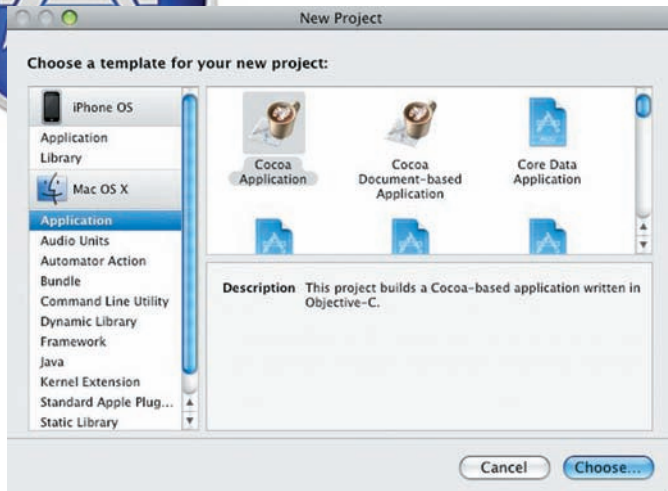 New Project
Choose a template for your new project:
iPhone OS
Application
Library
Mac OS X
Application
Audio Units
Automator Action
Bundle
Command Line Utility
Dynamic Library
Framework
Java
Kernel Extension
Standard Apple Plug...
Static Library
Cocoa
Application
Cocoa
Document-based
Application
Core Data
Application
Description This project builds a Cocoa-based application written in
Objective-C.
Cancel
Choose...